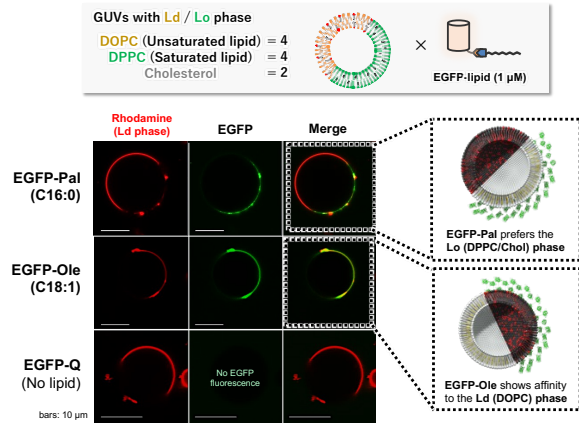 GUVs with Ld / Lo phase
DOPC (Unsaturated lipid) = 4
DPPC (Saturated lipid) = 4
Cholesterol = 2
×
EGFP-lipid (1 μM)
Rhodamine
(Ld phase)
EGFP
Merge
EGFP-Pal
(C16:0)
EGFP-Pal prefers the
Lo (DPPC/Chol) phase
EGFP-Ole
(C18:1)
EGFP-Q
(No lipid)
No EGFP
fluorescence
EGFP-Ole shows affinity
to the Ld (DOPC) phase
bars: 10 μm